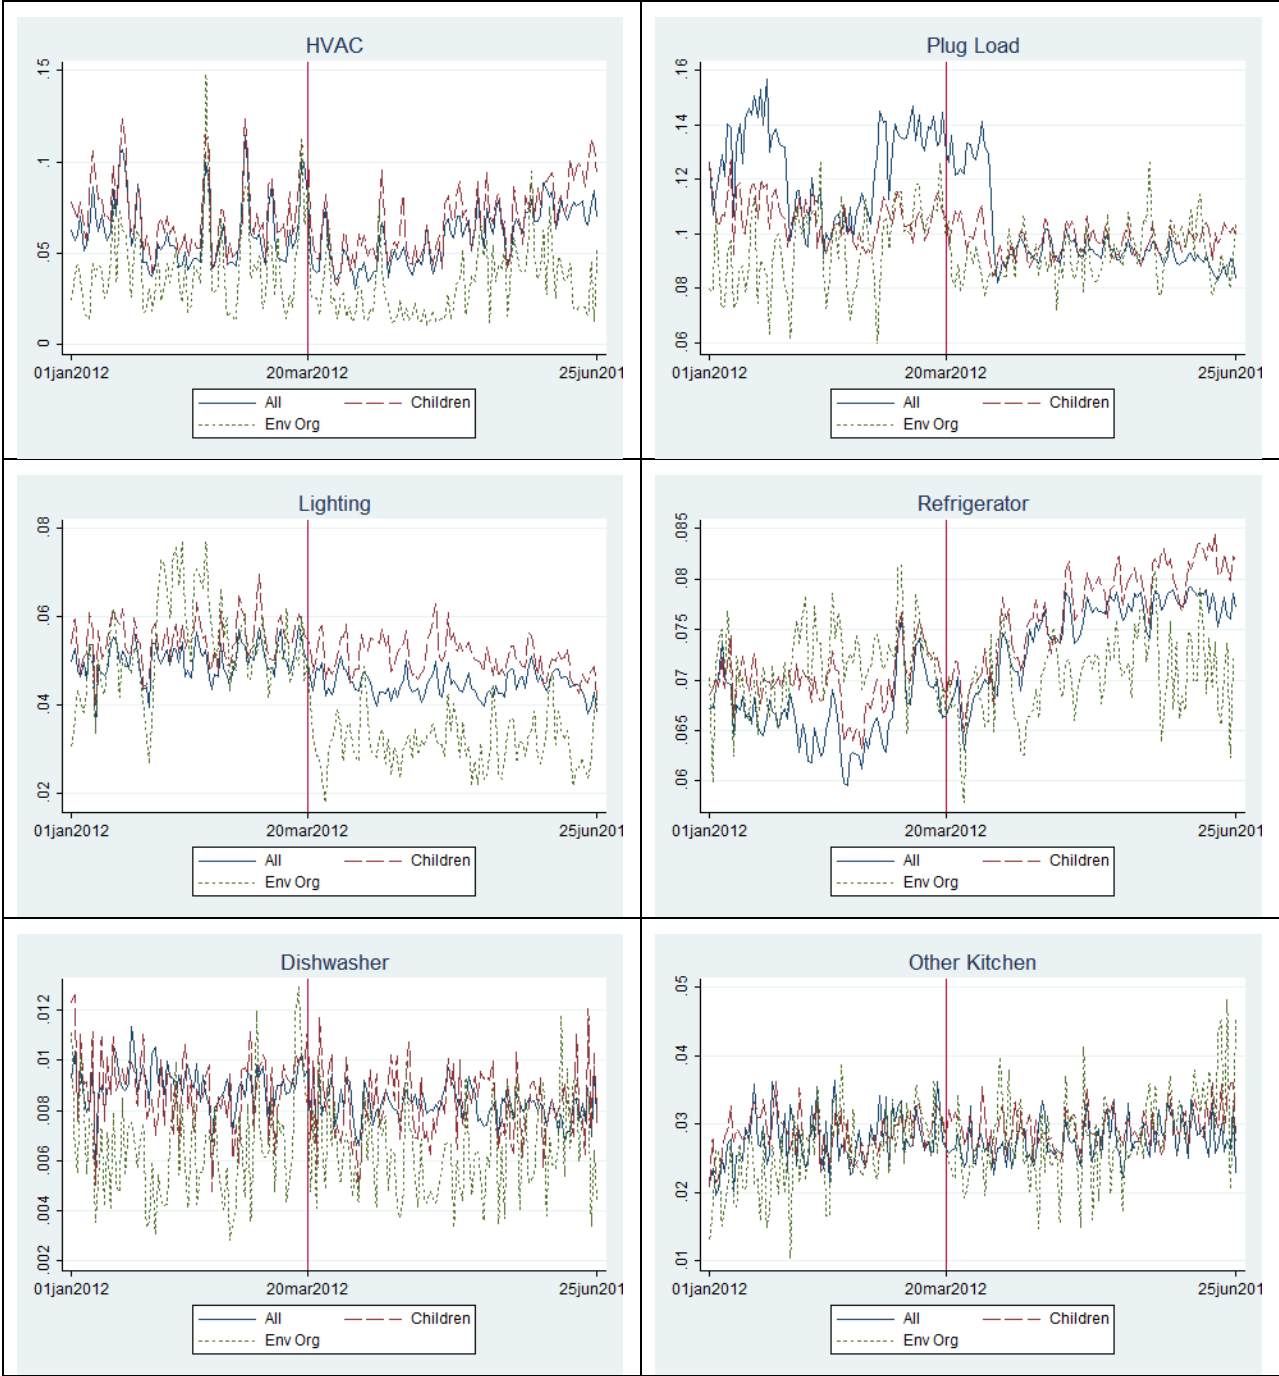 HVAC
.15
.1
.05
0
01jan2012 20mar2012 25jun201
All Children
Env Org
Plug Load
.16
.14
.12
.1
.08
.06
01jan2012 20mar2012 25jun201
All Children
Env Org
Lighting
.08
.06
.04
.02
01jan2012 20mar2012 25jun201
All Children
Env Org
Refrigerator
.085
.08
.075
.07
.065
.06
01jan2012 20mar2012 25jun201
All Children
Env Org
Dishwasher
.012
.01
.008
.006
.004
.002
01jan2012 20mar2012 25jun201
All Children
Env Org
Other Kitchen
.05
.04
.03
.02
.01
01jan2012 20mar2012 25jun201
All Children
Env Org